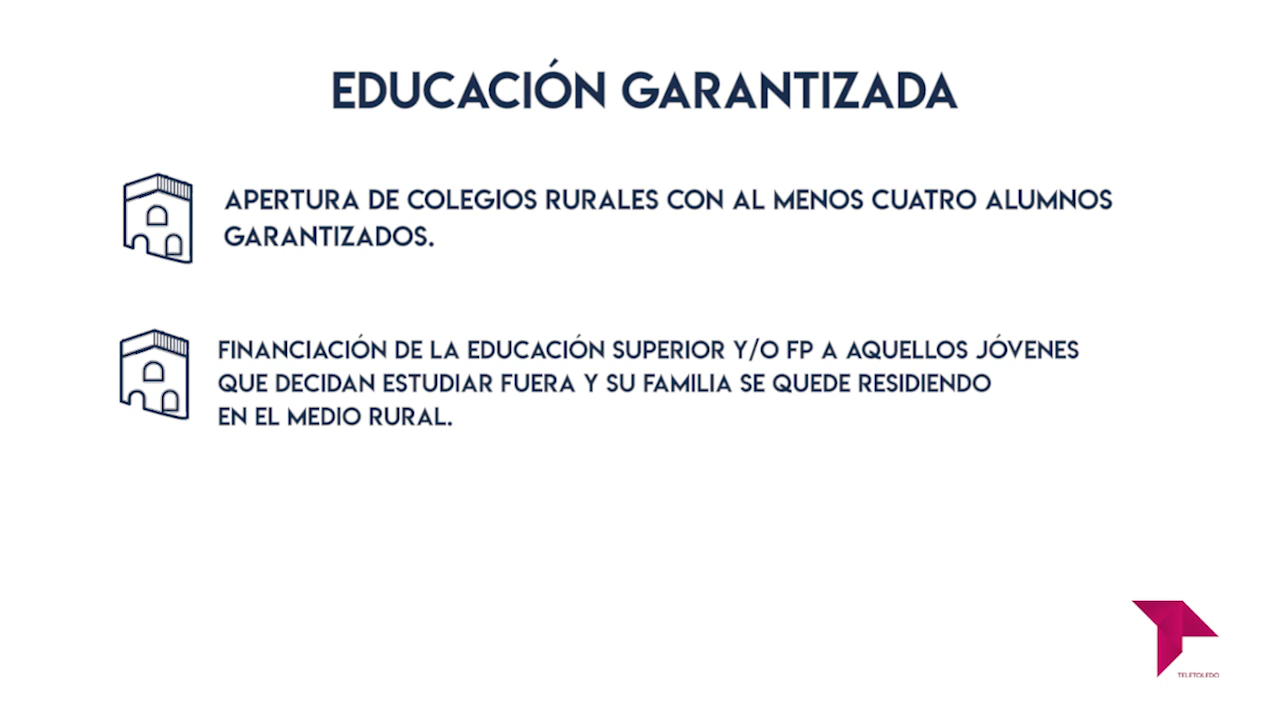 EDUCACIÓN GARANTIZADA
APERTURA DE COLEGIOS RURALES CON AL MENOS CUATRO ALUMNOS
GARANTIZADOS.
FINANCIACIÓN DE LA EDUCACIÓN SUPERIOR Y/O FP A AQUELLOS JÓVENES
QUE DECIDAN ESTUDIAR FUERA Y SU FAMILIA SE QUEDE RESIDIENDO
EN EL MEDIO RURAL.
TELETOLEDO